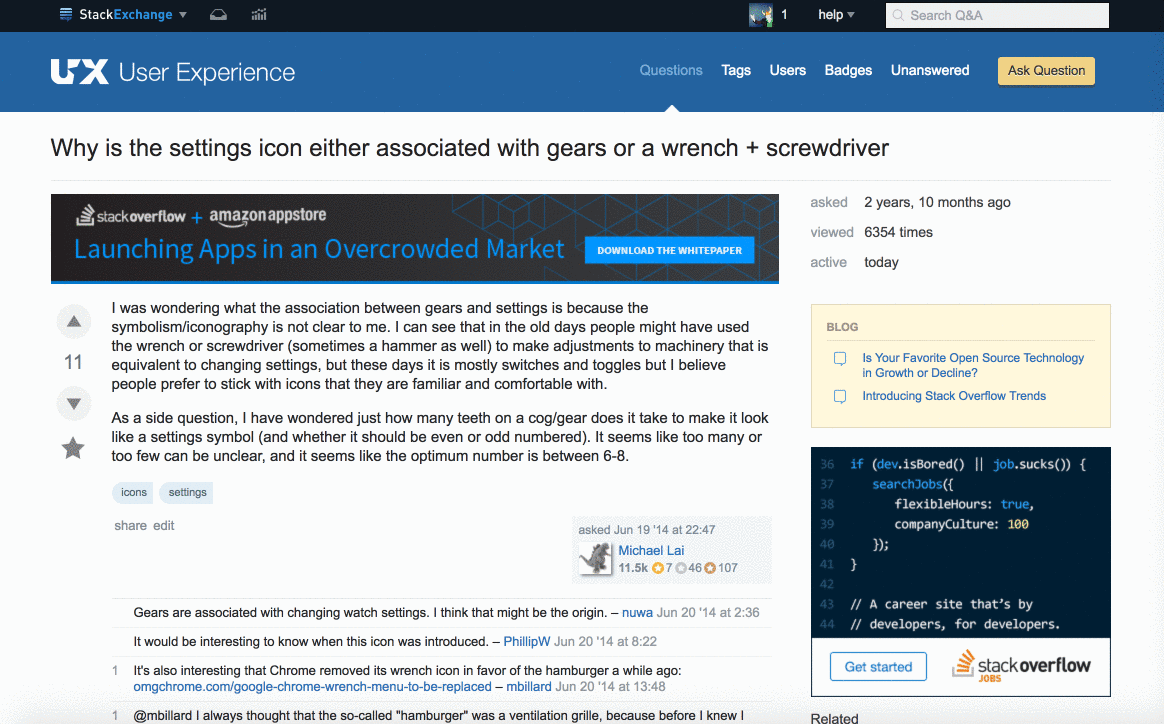 StackExchange
1
help
Search Q&A
UX User Experience
Questions Tags Users Badges Unanswered
Ask Question
Why is the settings icon either associated with gears or a wrench + screwdriver
stackoverflow + amazon appstore
Launching Apps in an Overcrowded Market
DOWNLOAD THE WHITEPAPER
asked 2 years, 10 months ago
viewed 6354 times
active today
11
I was wondering what the association between gears and settings is because the
symbolism/iconography is not clear to me. I can see that in the old days people might have used
the wrench or screwdriver (sometimes a hammer as well) to make adjustments to machinery that is
equivalent to changing settings, but these days it is mostly switches and toggles but I believe
people prefer to stick with icons that they are familiar and comfortable with.
As a side question, I have wondered just how many teeth on a cog/gear does it take to make it look
like a settings symbol (and whether it should be even or odd numbered). It seems like too many or
too few can be unclear, and it seems like the optimum number is between 6-8.
icons settings
share edit
asked Jun 19 '14 at 22:47
Michael Lai
11.5k 7 46 107
Gears are associated with changing watch settings. I think that might be the origin. – nuwa Jun 20 '14 at 2:36
It would be interesting to know when this icon was introduced. – PhillipW Jun 20 '14 at 8:22
1 It's also interesting that Chrome removed its wrench icon in favor of the hamburger a while ago:
omgchrome.com/google-chrome-wrench-menu-to-be-replaced – mbillard Jun 20 '14 at 13:48
1 @mbillard I always thought that the so-called "hamburger" was a ventilation grille, because before I knew I
BLOG
Is Your Favorite Open Source Technology
in Growth or Decline?
Introducing Stack Overflow Trends
36 if (dev.isBored() || job.sucks()) {
37 searchJobs({
38 flexibleHours: true,
39 companyCulture: 100
40 });
41 }
42
43 // A career site that's by
44 // developers, for developers.
Get started
stackoverflow
JOBS
Related